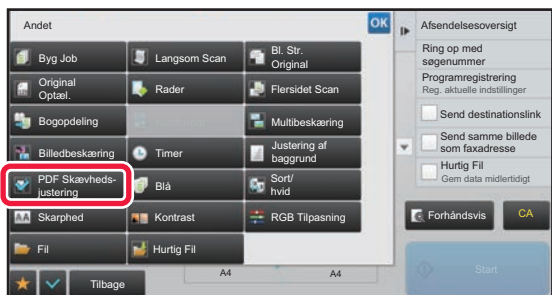 Andet
OK
Byg Job
Langsom Scan
Bl. Str.
Original
Original
Optæl.
Rader
Flersidet Scan
Bogopdeling
Multibeskæring
Billedbeskæring
Timer
Justering af
baggrund
PDF Skævheds-
justering
Blå
Sort/
hvid
Skarphed
Kontrast
RGB Tilpasning
Fil
Hurtig Fil
Tilbage
A4
A4
Afsendelsesoversigt
Ring op med
søgenummer
Programregistrering
Reg. aktuelle indstillinger
Send destinationslink
Send samme billede
som faxadresse
Hurtig Fil
Gem data midlertidigt
Forhåndsvis
CA
Start